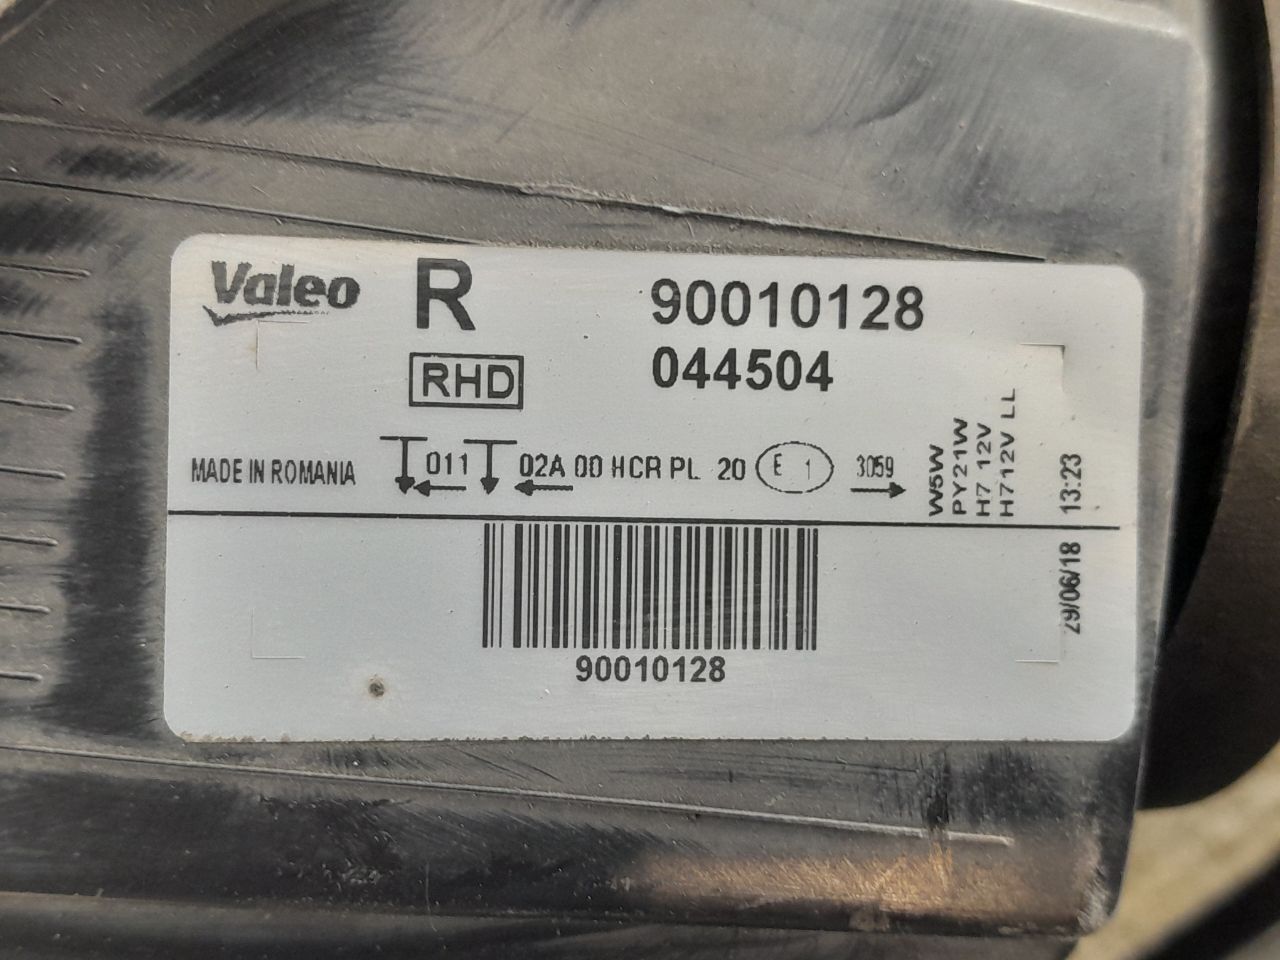 Valeo R 90010128
RHD 044504
MADE IN ROMANIA 011 02A 00 HCR PL 20 E 1 3059
W5W
PY21W
H7 12V
H712V LL
29/06/18 13:23
90010128